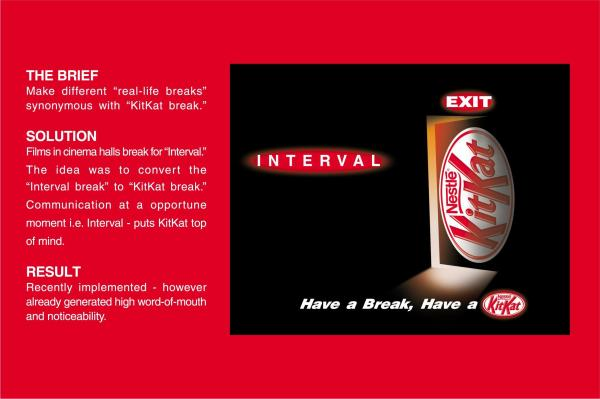 THE BRIEF
Make different “real-life breaks”
synonymous with “KitKat break.”
SOLUTION
Films in cinema halls break for “Interval.”
The idea was to convert the
“Interval break” to “KitKat break.”
Communication at a opportune
moment i.e. Interval - puts KitKat top
of mind.
RESULT
Recently implemented - however
already generated high word-of-mouth
and noticeability.
EXIT
INTERVAL
Nestlé
KitKat
Have a Break, Have a KitKat